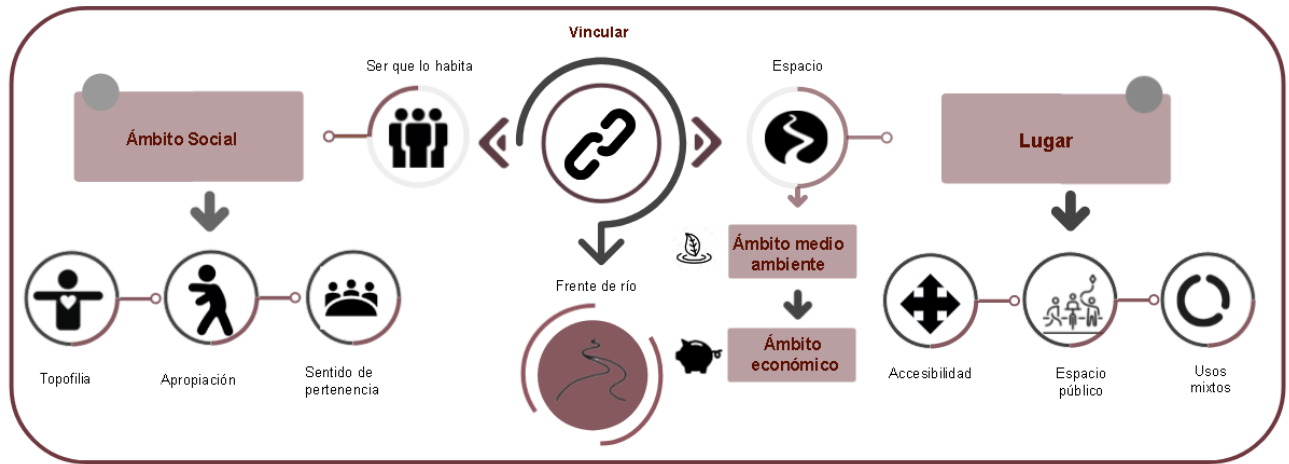 Vincular
Ser que lo habita
Espacio
Ámbito Social
Lugar
Ámbito medio
ambiente
Frente de río
Ámbito
económico
Topofilia
Apropiación
Sentido de
pertenencia
Accesibilidad
Espacio
público
Usos
mixtos